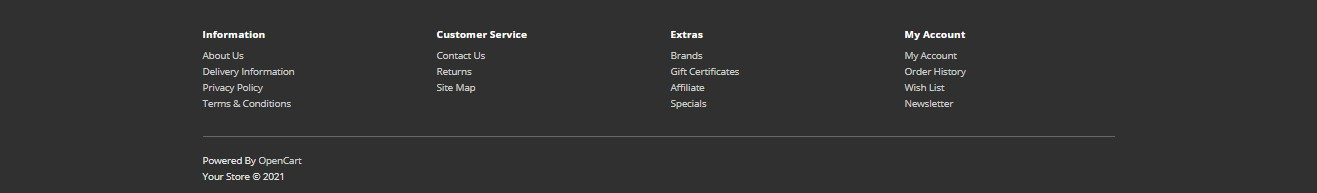 Information
About Us
Delivery Information
Privacy Policy
Terms & Conditions
Customer Service
Contact Us
Returns
Site Map
Extras
Brands
Gift Certificates
Affiliate
Specials
My Account
My Account
Order History
Wish List
Newsletter
Powered By OpenCart
Your Store © 2021